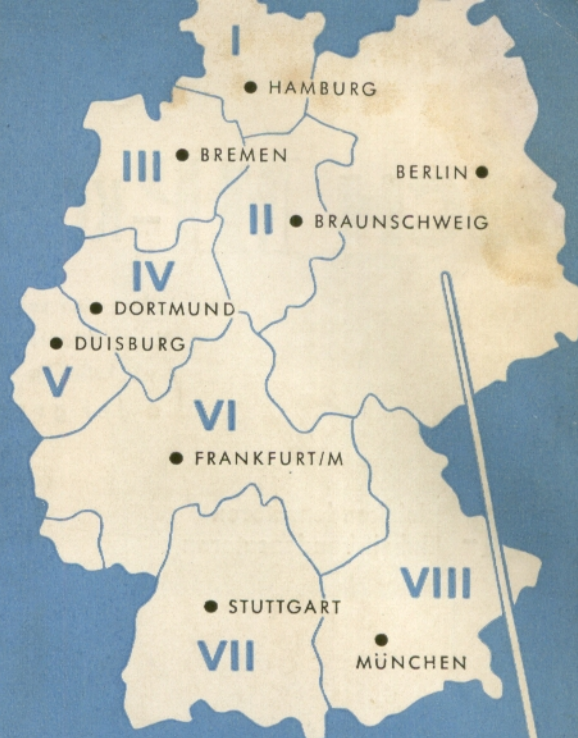 I
HAMBURG
III
BREMEN
BERLIN
II
BRAUNSCHWEIG
IV
DORTMUND
DUISBURG
V
VI
FRANKFURT/M
VIII
STUTTGART
VII
MÜNCHEN